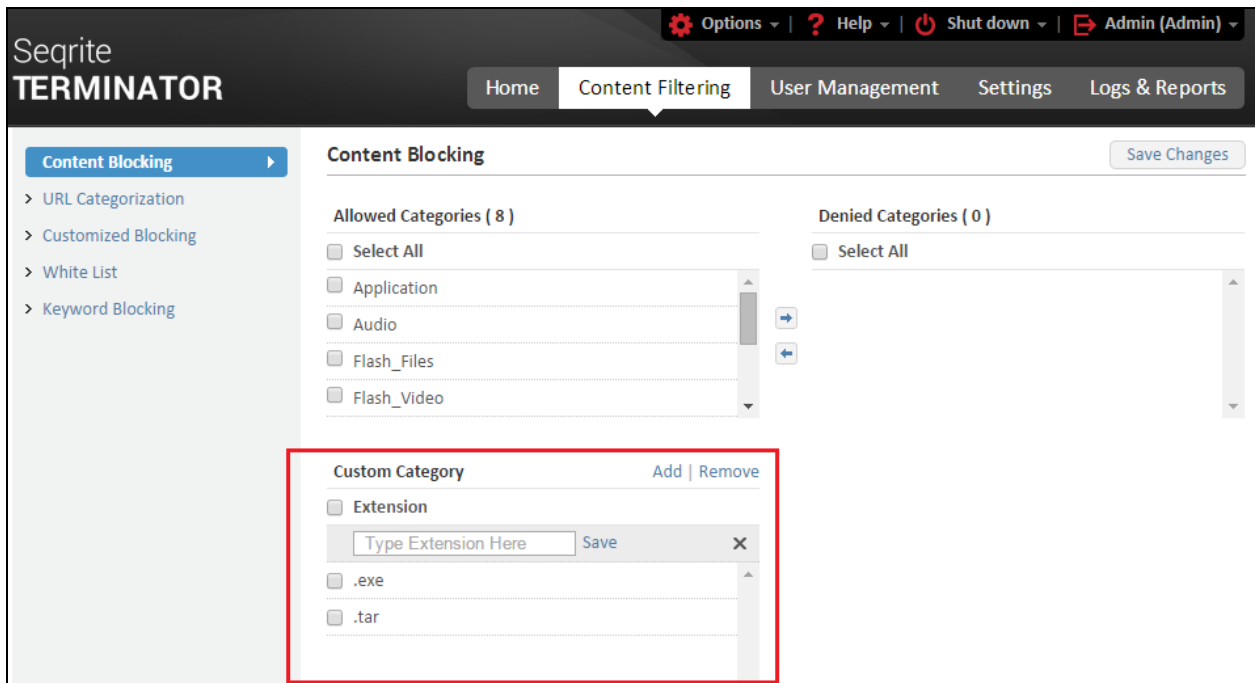 Options | ? Help | Shut down | Admin (Admin)
Seqrite
TERMINATOR
Home Content Filtering User Management Settings Logs & Reports
Content Blocking
> URL Categorization
> Customized Blocking
> White List
> Keyword Blocking
Content Blocking Save Changes
Allowed Categories ( 8 ) Denied Categories ( 0 )
Select All Select All
Application
Audio
Flash_Files
Flash_Video
Custom Category Add | Remove
Extension
Type Extension Here Save
.exe
.tar